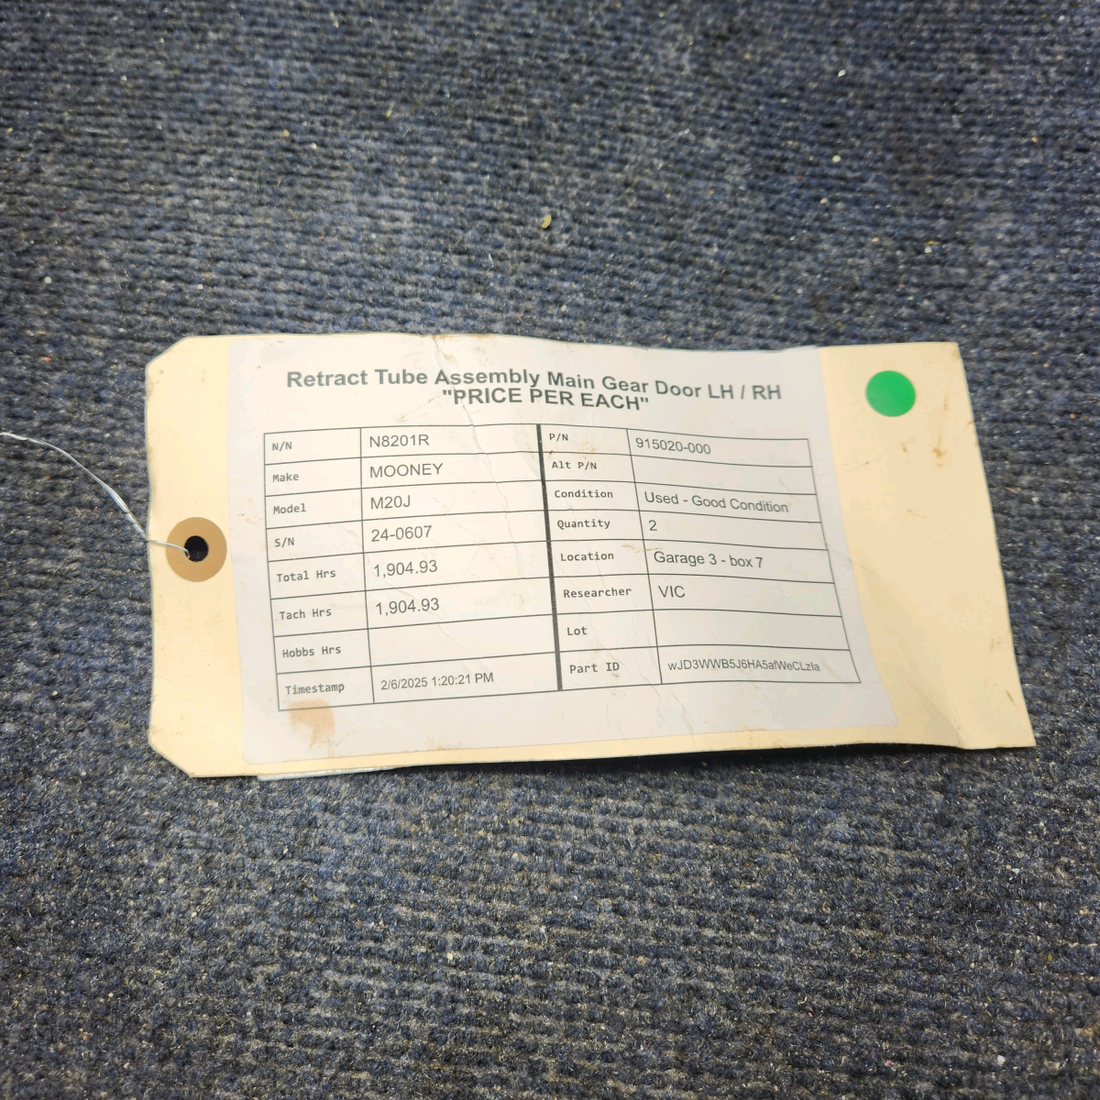 Retract Tube Assembly Main Gear Door LH / RH
"PRICE PER EACH"
N/N N8201R P/N 915020-000
Make MOONEY Alt P/N
Model M20J Condition Used - Good Condition
S/N 24-0607 Quantity 2
Total Hrs 1,904.93 Location Garage 3 - box 7
Tach Hrs 1,904.93 Researcher VIC
Hobbs Hrs Lot
Timestamp 2/6/2025 1:20:21 PM Part ID wJD3WWB5J6HA5afWeCLzla